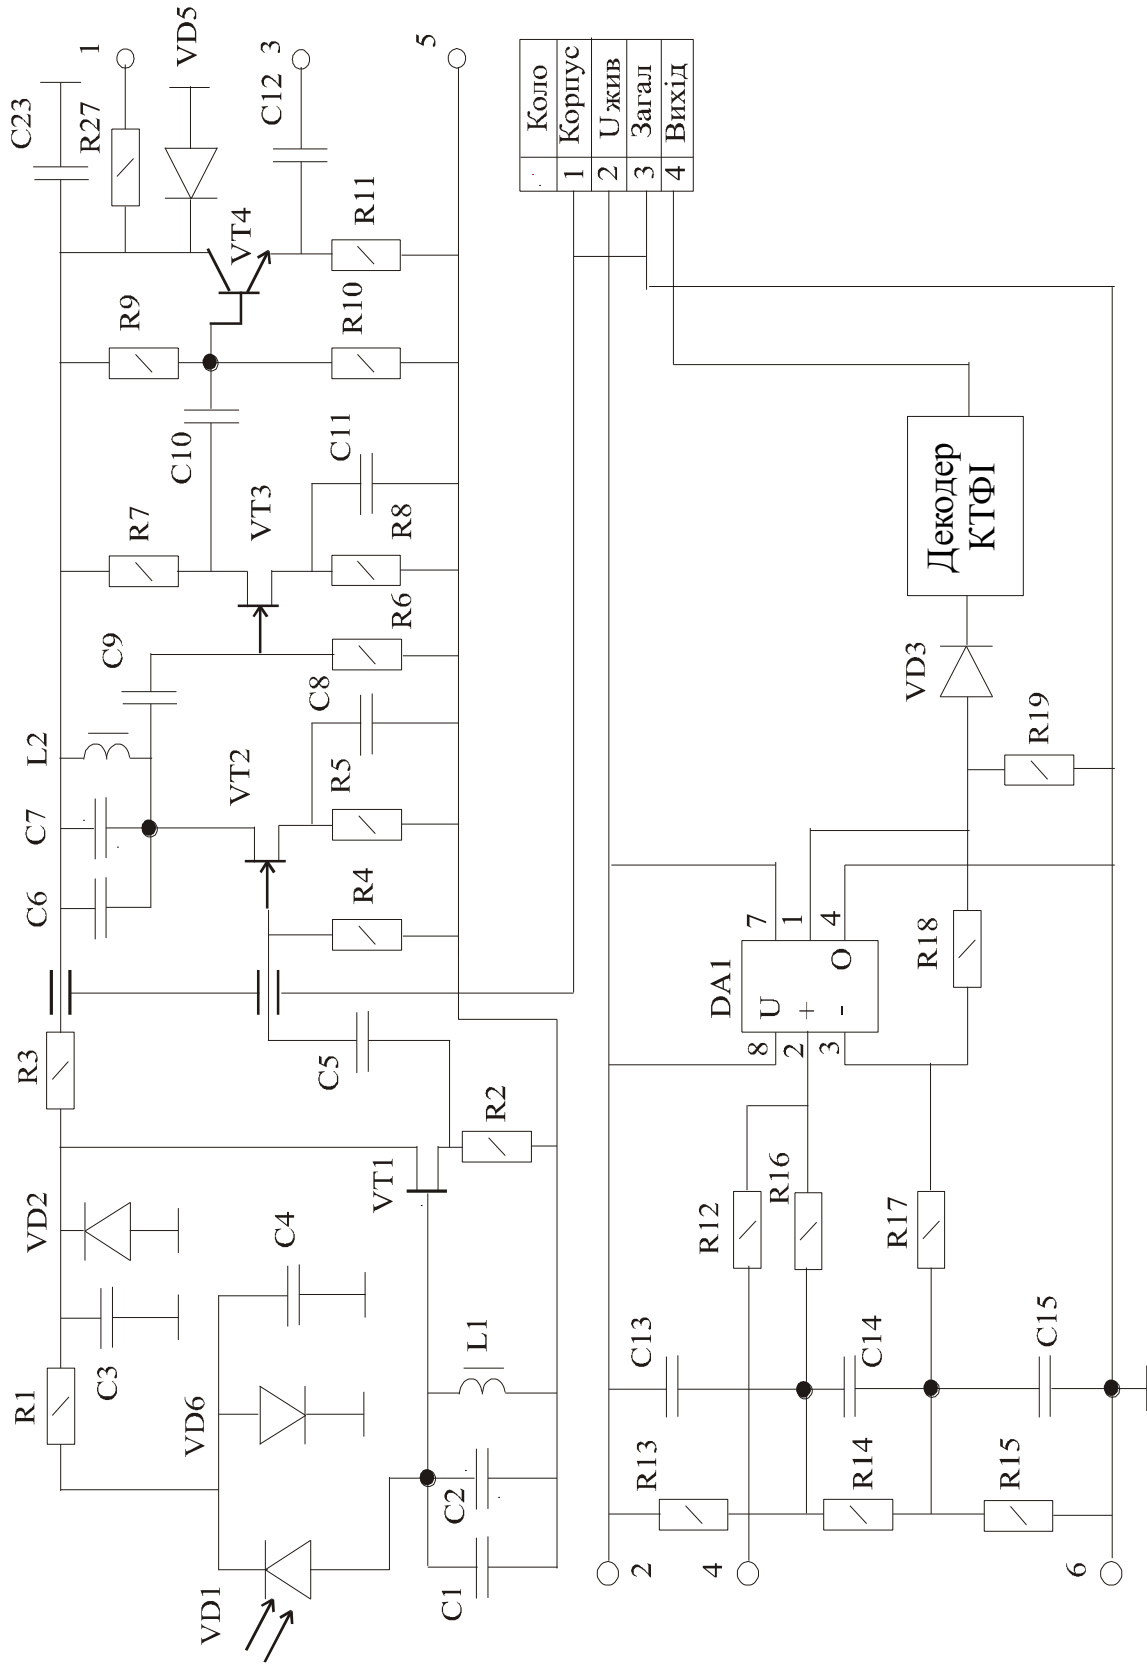 C23
1
R27
VD5
C12
3
5
R9
VT4
R10
R11
C10
R7
VT3
C11
R8
C9
R6
L2
C7
C6
VT2
C8
R5
R4
R3
C5
VD2
VT1
R2
R1
C3
C4
VD6
L1
VD1
C1
C2
Коло
1 Корпус
2 U жив
3 Загал
4 Вихід
Декодер
КТФІ
VD3
R19
DA1
7
1
4
U
+
-
O
8
2
3
R18
R12
R16
R17
C13
C14
C15
R13
R14
R15
2
4
6